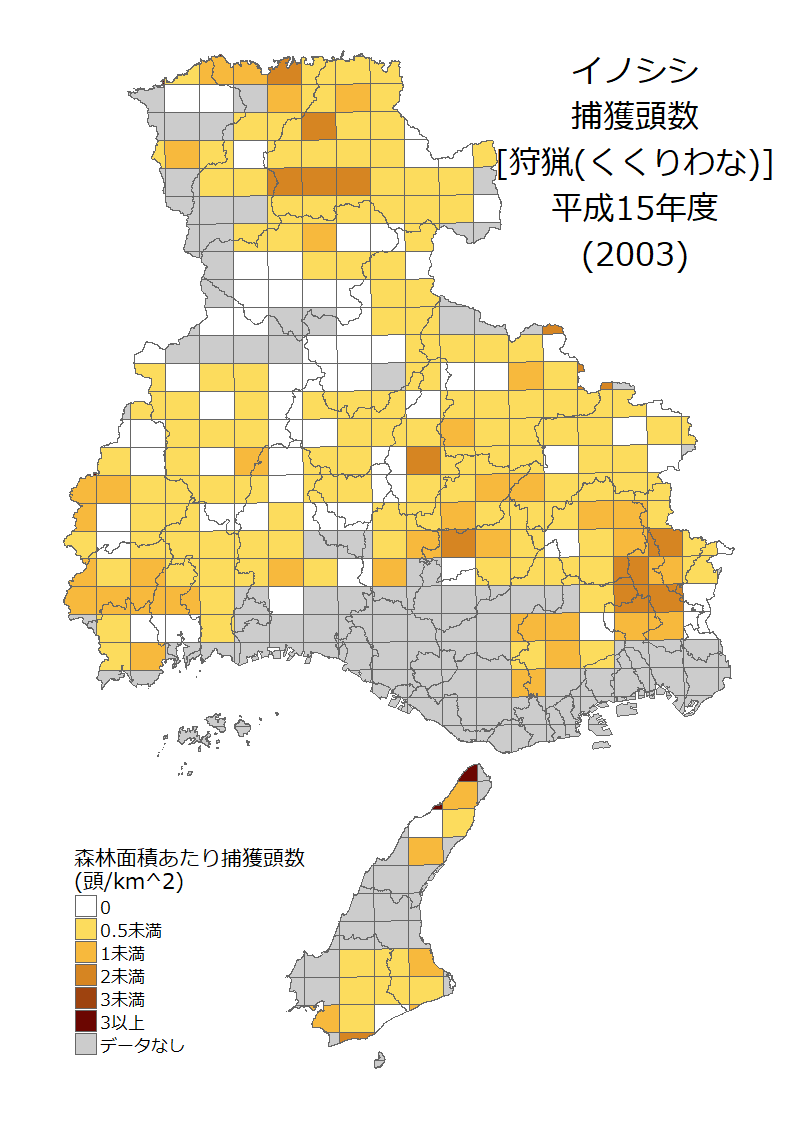 イノシシ
捕獲頭数
[狩猟(くくりわな)]
平成15年度
(2003)
森林面積あたり捕獲頭数
(頭/km^2)
0
0.5未満
1未満
2未満
3未満
3以上
データなし